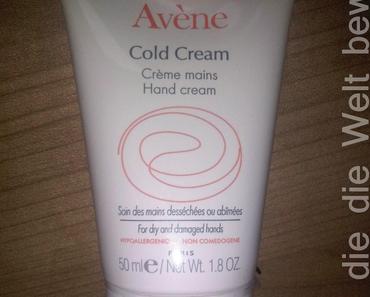 Avène
Cold Cream
Crème mains
Hand cream
Soin des mains desséchées ou abîmées
For dry and damaged hands
HYPOALLERGENIC - NON COMEDOGENE
PARIS
50 ml e / Net Wt. 1.8 OZ.
die die Welt bew